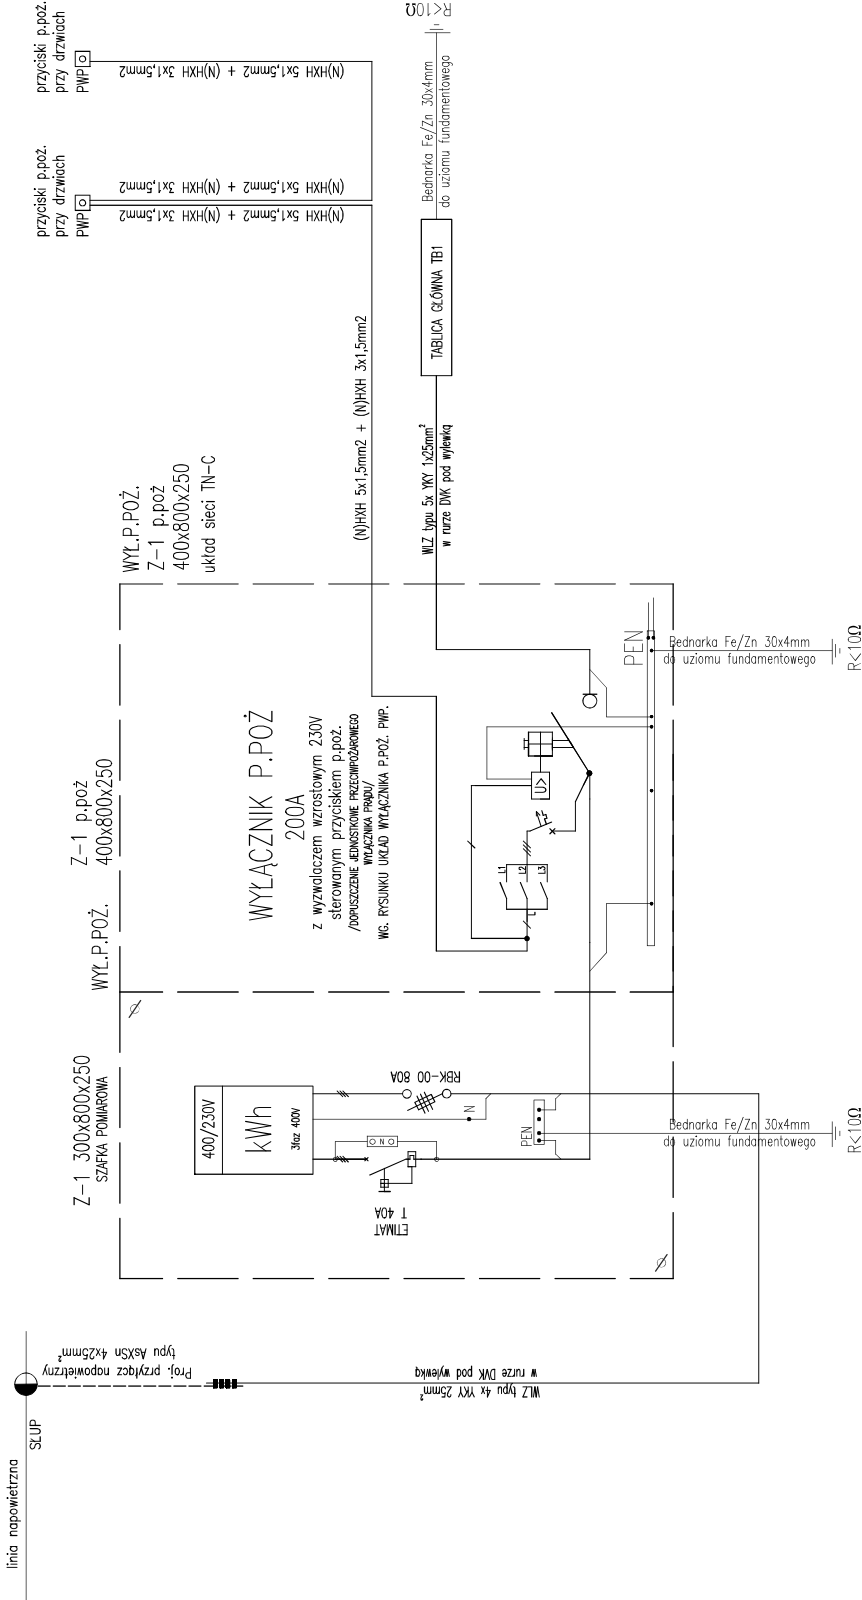 linia napowietrzna
SŁUP
Proj. przyłącz napowietrzny
typu AsXSn 4x25mm²
WLZ typu 4x YKY 25mm²
w rurze DVK pod wylewką
Z-1 300x800x250
SZAFKA POMIAROWA
400/230V
kWh
3faz 400V
ETIMAT
T 40A
N
RBK-00 80A
N
PEN
Bednarka Fe/Zn 30x4mm
do uziomu fundamentowego
R<10Ω
WYŁ.P.POŻ.
Z-1 p.poż
400x800x250
WYŁĄCZNIK P.POŻ
200A
z wyzwalaczem wzrostowym 230V
sterowanym przyciskiem p.poż.
/DOPUSZCZENIE JEDNOSTKOWE PRZECIWPOŻAROWEGO
WYŁĄCZNIKA PRĄDU/
WG. RYSUNKU UKŁAD WYŁĄCZNIKA P.POŻ. PWP.
L
L1
L2
L3
U>
PEN
Bednarka Fe/Zn 30x4mm
do uziomu fundamentowego
R<10Ω
WYŁ.P.POŻ.
Z-1 p.poż
400x800x250
układ sieci TN-C
(N)HXH 5x1,5mm2 + (N)HXH 3x1,5mm2
WLZ typu 5x YKY 1x25mm²
w rurze DVK pod wylewką
TABLICA GŁÓWNA TB1
Bednarka Fe/Zn 30x4mm
do uziomu fundamentowego
R<10Ω
przyciski p.poż.
przy drzwiach
PWP
(N)HXH 5x1,5mm2 + (N)HXH 3x1,5mm2
(N)HXH 5x1,5mm2 + (N)HXH 3x1,5mm2
przyciski p.poż.
przy drzwiach
PWP
(N)HXH 5x1,5mm2 + (N)HXH 3x1,5mm2